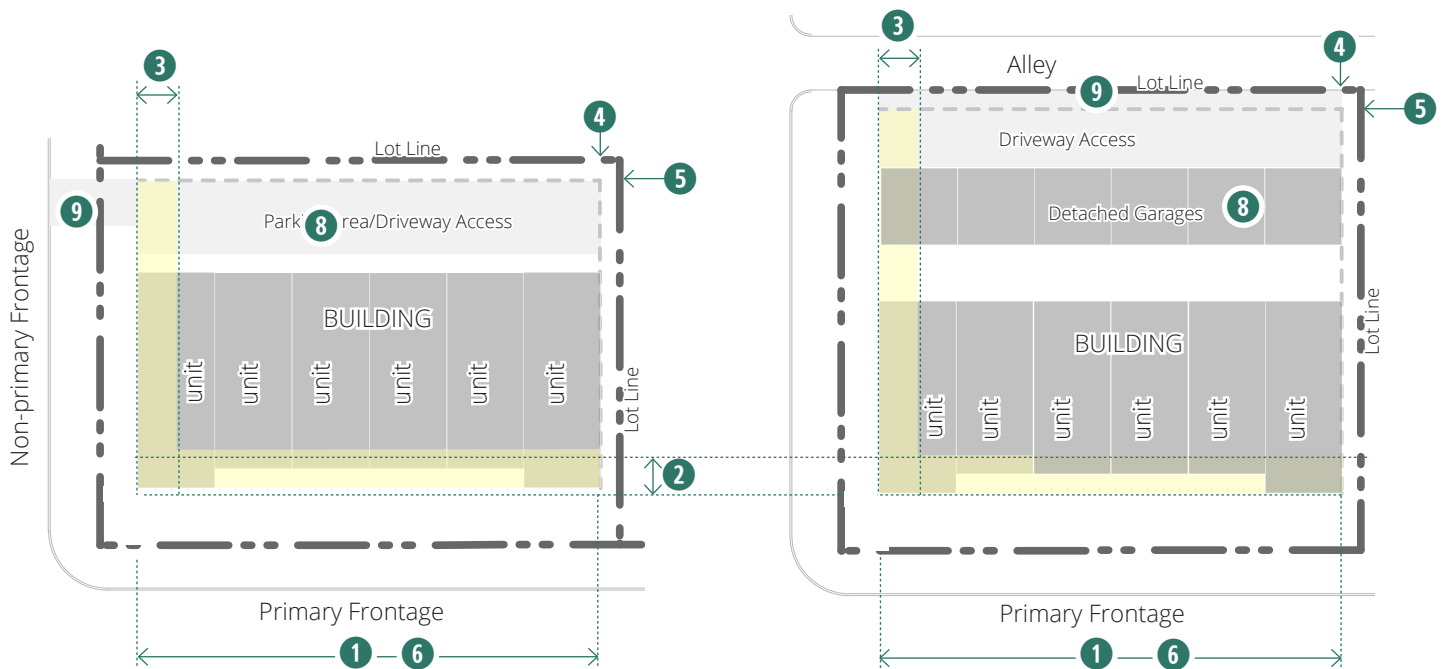 3
4
Lot Line
5
9
Parki rea/Driveway Access
8
Non-primary Frontage
BUILDING
unit
unit
unit
unit
unit
unit
Lot Line
2
Primary Frontage
1
6
3
4
Alley
Lot Line
9
5
Driveway Access
Detached Garages
8
BUILDING
Lot Line
unit
unit
unit
unit
unit
unit
Primary Frontage
1
6